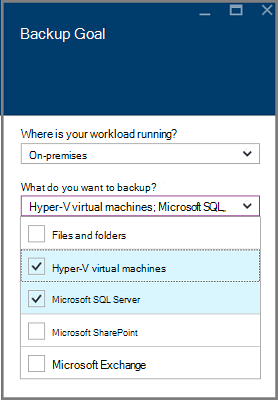 Backup Goal
Where is your workload running?
On-premises
What do you want to backup?
Hyper-V virtual machines; Microsoft SQL,
Files and folders
Hyper-V virtual machines
Microsoft SQL Server
Microsoft SharePoint
Microsoft Exchange